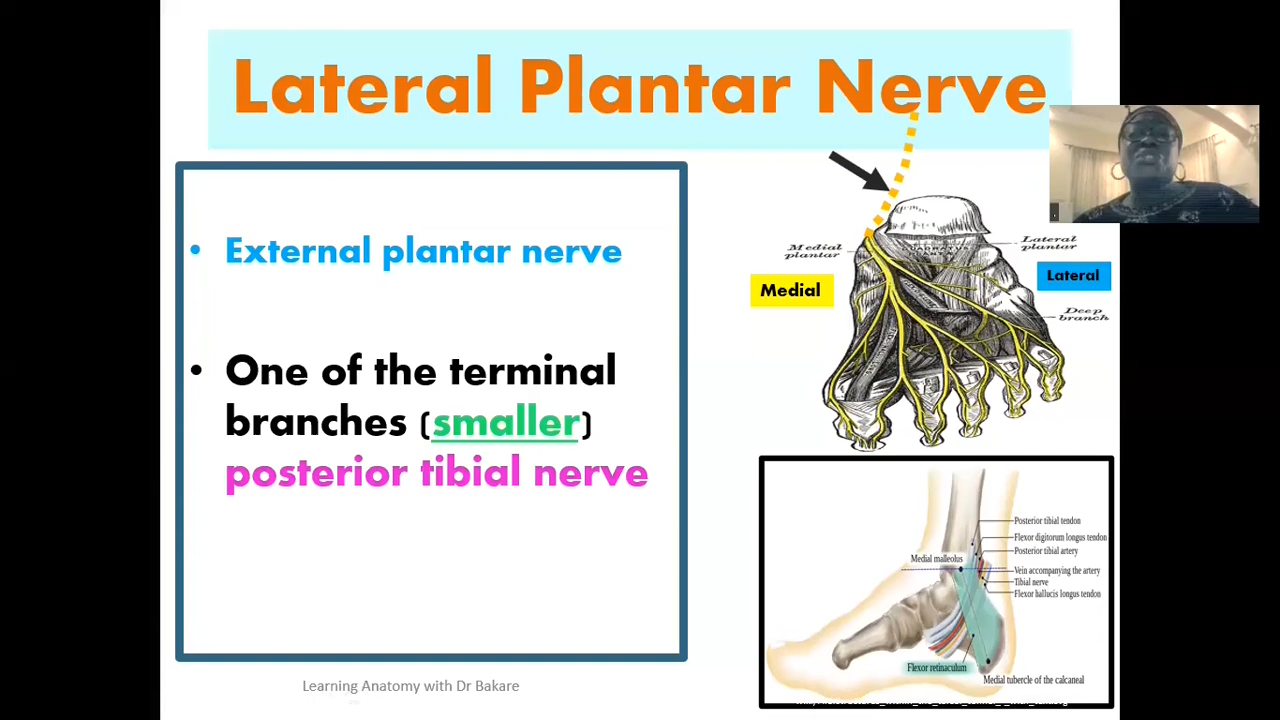 Lateral Plantar Nerve
• External plantar nerve
• One of the terminal
branches (smaller)
posterior tibial nerve
Learning Anatomy with Dr Bakare
Medial
plantar
Lateral
plantar
QUADRATUS
Medial
Lateral
Deep
branch
Posterior tibial tendon
Flexor digitorum longus tendon
Posterior tibial artery
Medial malleolus
Vein accompanying the artery
Tibial nerve
Flexor hallucis longus tendon
Flexor retinaculum
Medial tubercle of the calcaneal